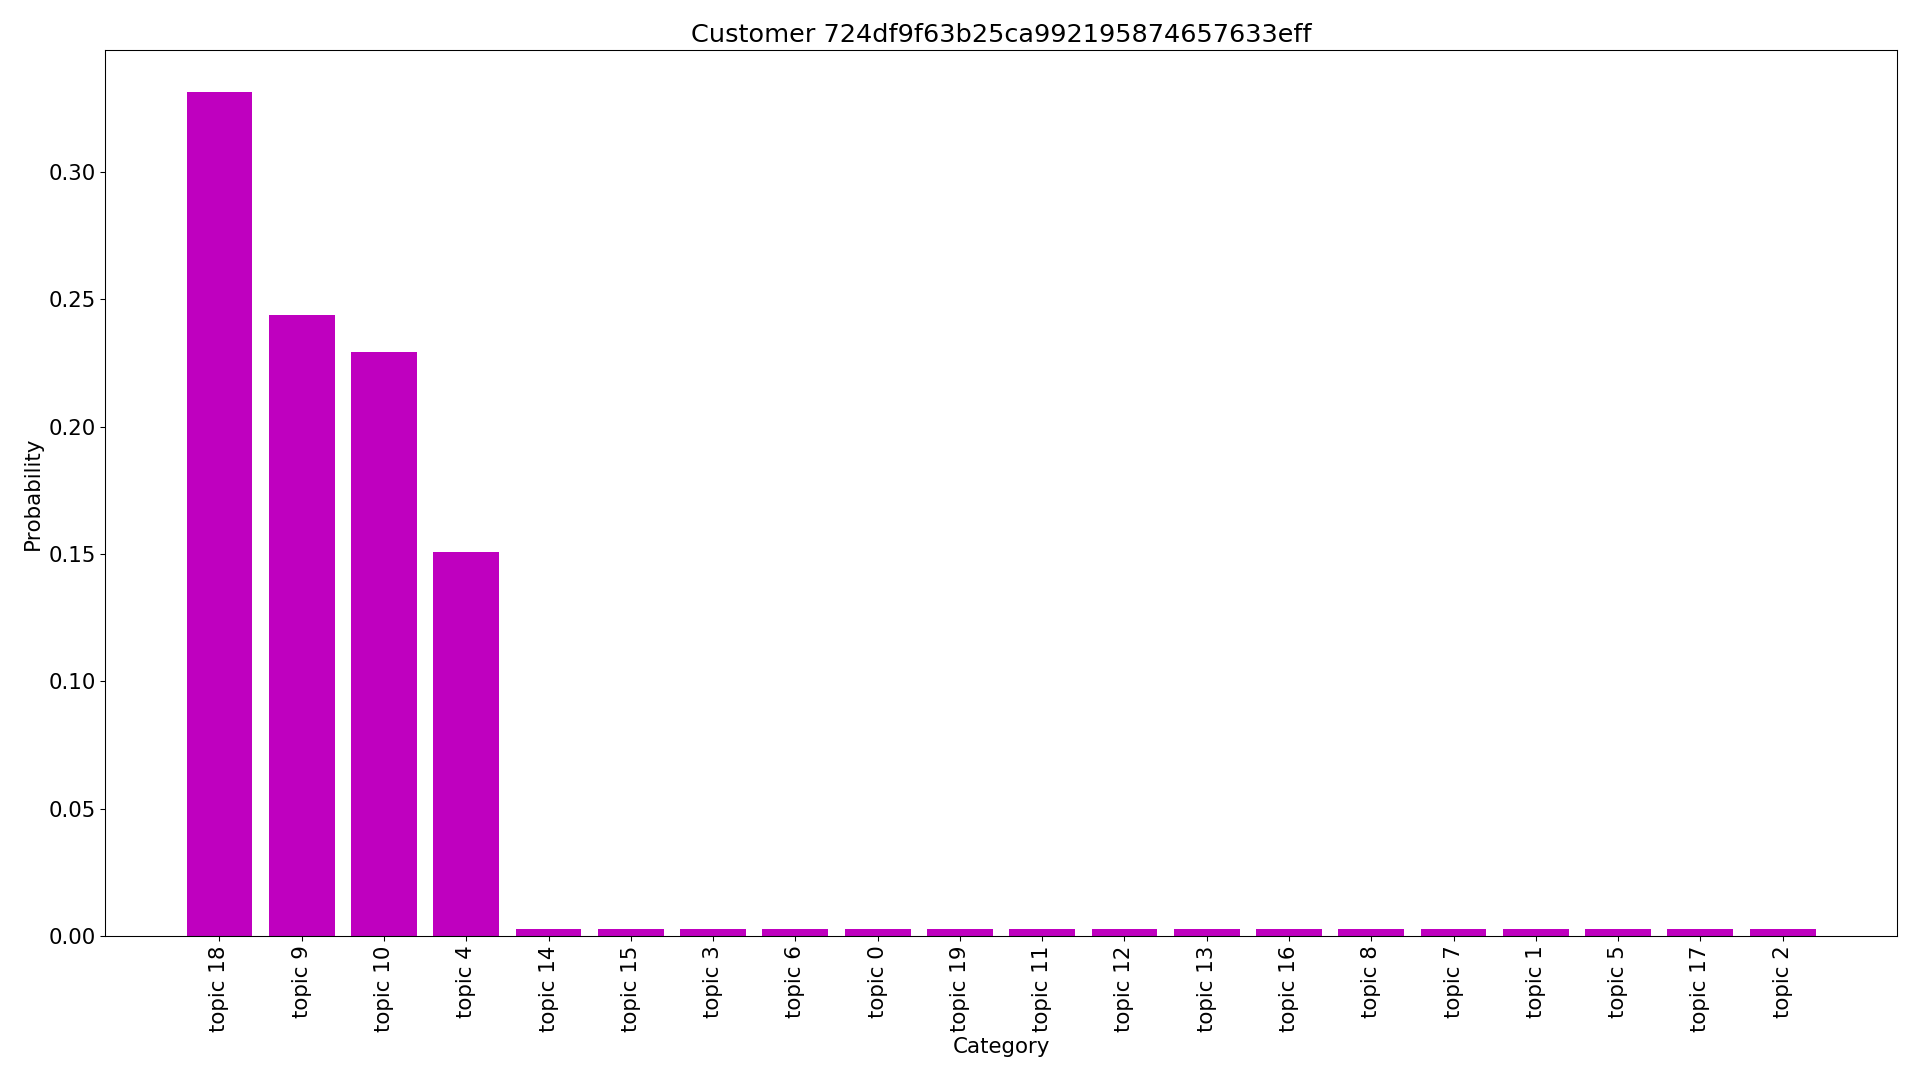 Customer 724df9f63b25ca992195874657633eff
Probability
0.30
0.25
0.20
0.15
0.10
0.05
0.00
topic 18
topic 9
topic 10
topic 4
topic 14
topic 15
topic 3
topic 6
topic 0
topic 19
topic 11
topic 12
topic 13
topic 16
topic 8
topic 7
topic 1
topic 5
topic 17
topic 2
Category